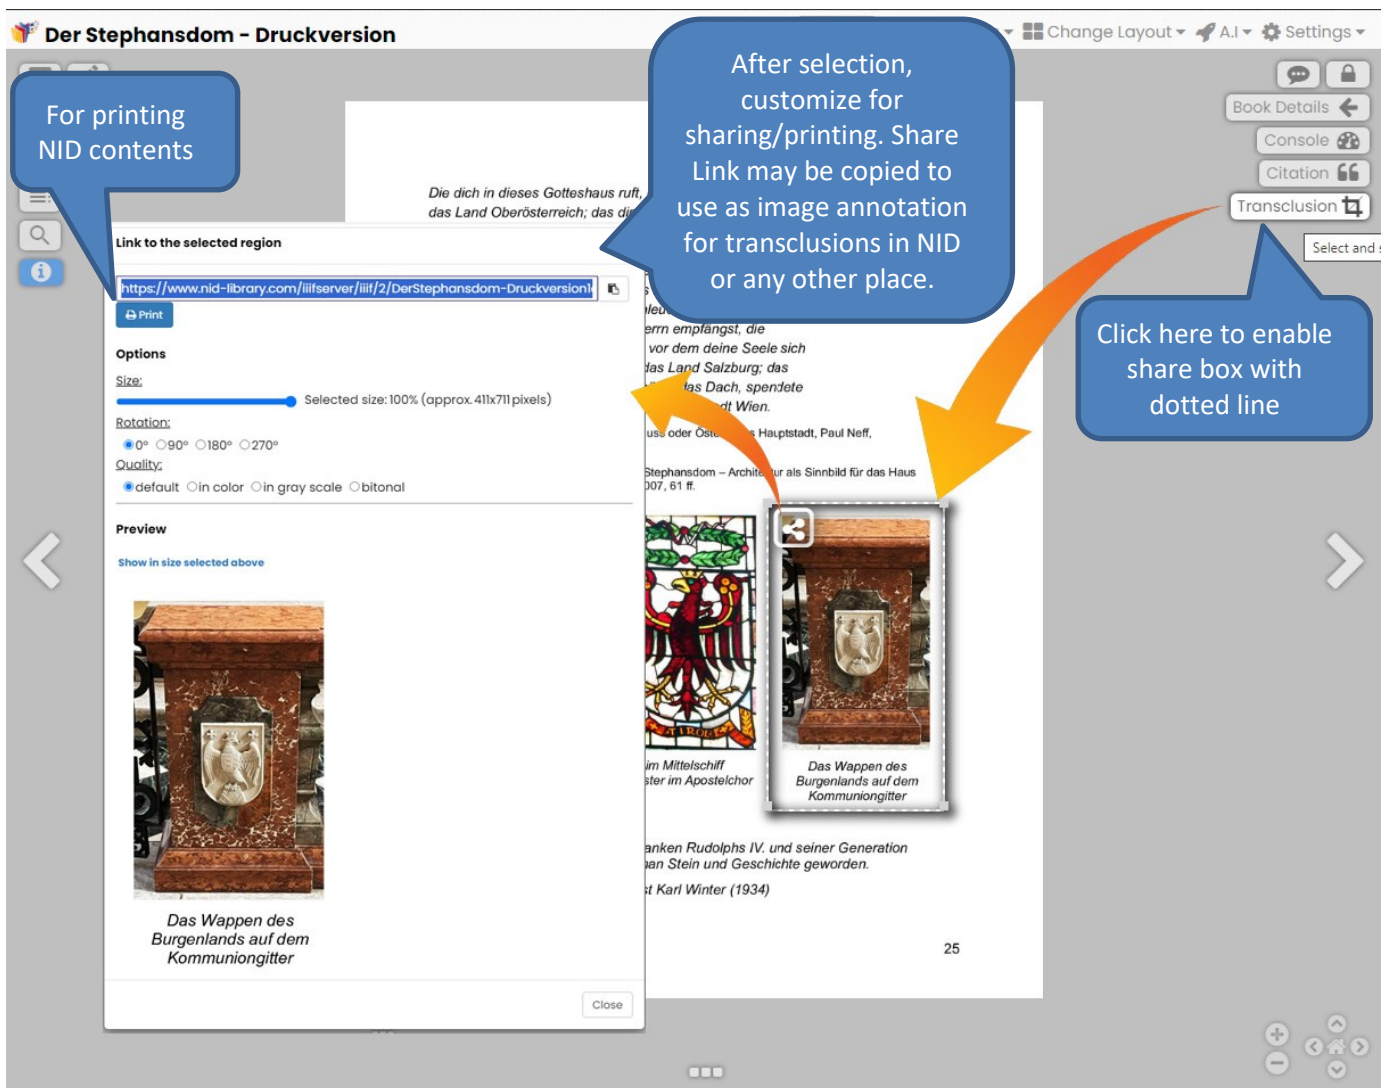 Der Stephansdom - Druckversion
Change Layout
A.I
Settings
After selection,
customize for
sharing/printing. Share
Link may be copied to
use as image annotation
for transclusions in NID
or any other place.
For printing
NID contents
Book Details
Console
Citation
Transclusion
Select and
Click here to enable
share box with
dotted line
Die dich in dieses Gotteshaus ruft,
das Land Oberösterreich; das
Link to the selected region
https://www.nid-library.com/iiifserver/iiif/2/DerStephansdom-Druckversion1
Print
Options
Size:
Selected size: 100% (approx. 411x711 pixels)
Rotation:
0° 90° 180° 270°
Quality:
default in color in gray scale bitonal
Preview
Show in size selected above
Das Wappen des
Burgenlands auf dem
Kommuniongitter
Close
errn empfängst, die
vor dem deine Seele sich
das Land Salzburg; das
das Dach, spendete
Wien.
oder Hauptstadt, Paul Neff,
Stephansdom – Architektur als Sinnbild für das Haus
007, 61 ff.
TIROL
im Mittelschiff
ster im Apostelchor
Das Wappen des
Burgenlands auf dem
Kommuniongitter
anken Rudolphs IV. und seiner Generation
an Stein und Geschichte geworden.
st Karl Winter (1934)
25